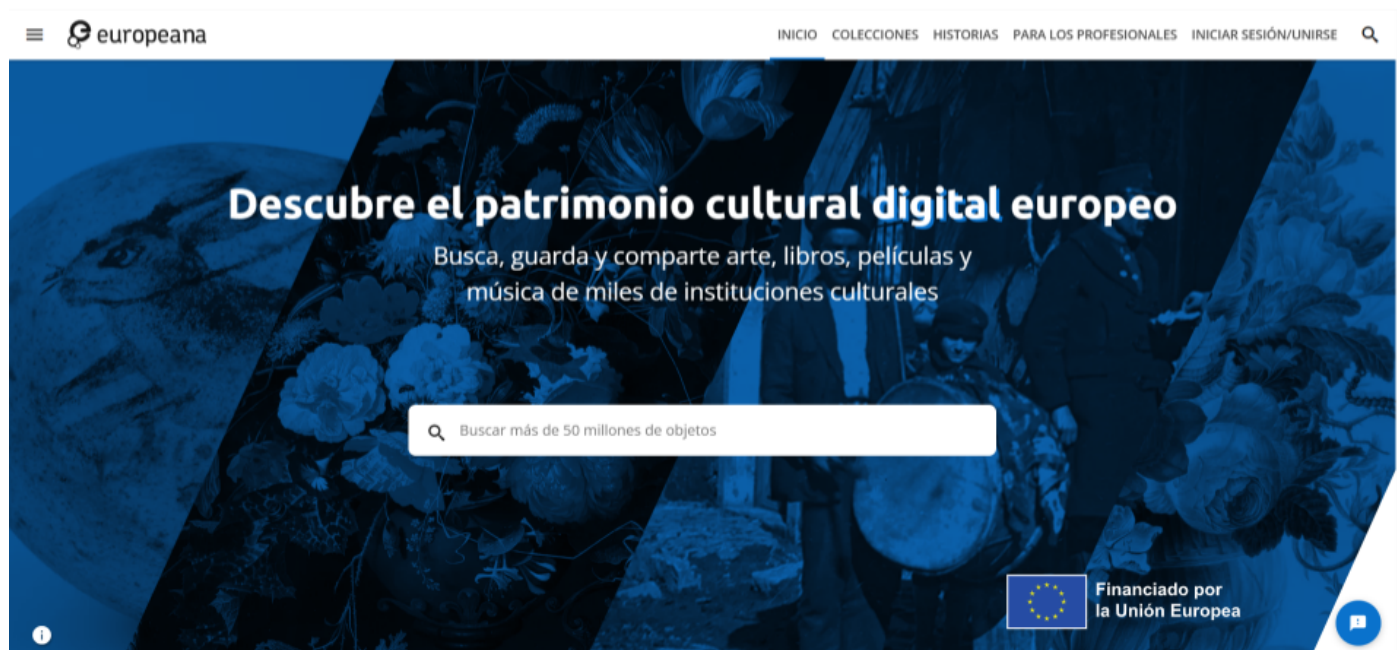 europeana
INICIO COLECCIONES HISTORIAS PARA LOS PROFESIONALES INICIAR SESIÓN/UNIRSE
Descubre el patrimonio cultural digital europeo
Busca, guarda y comparte arte, libros, películas y
música de miles de instituciones culturales
Buscar más de 50 millones de objetos
Financiado por
la Unión Europea